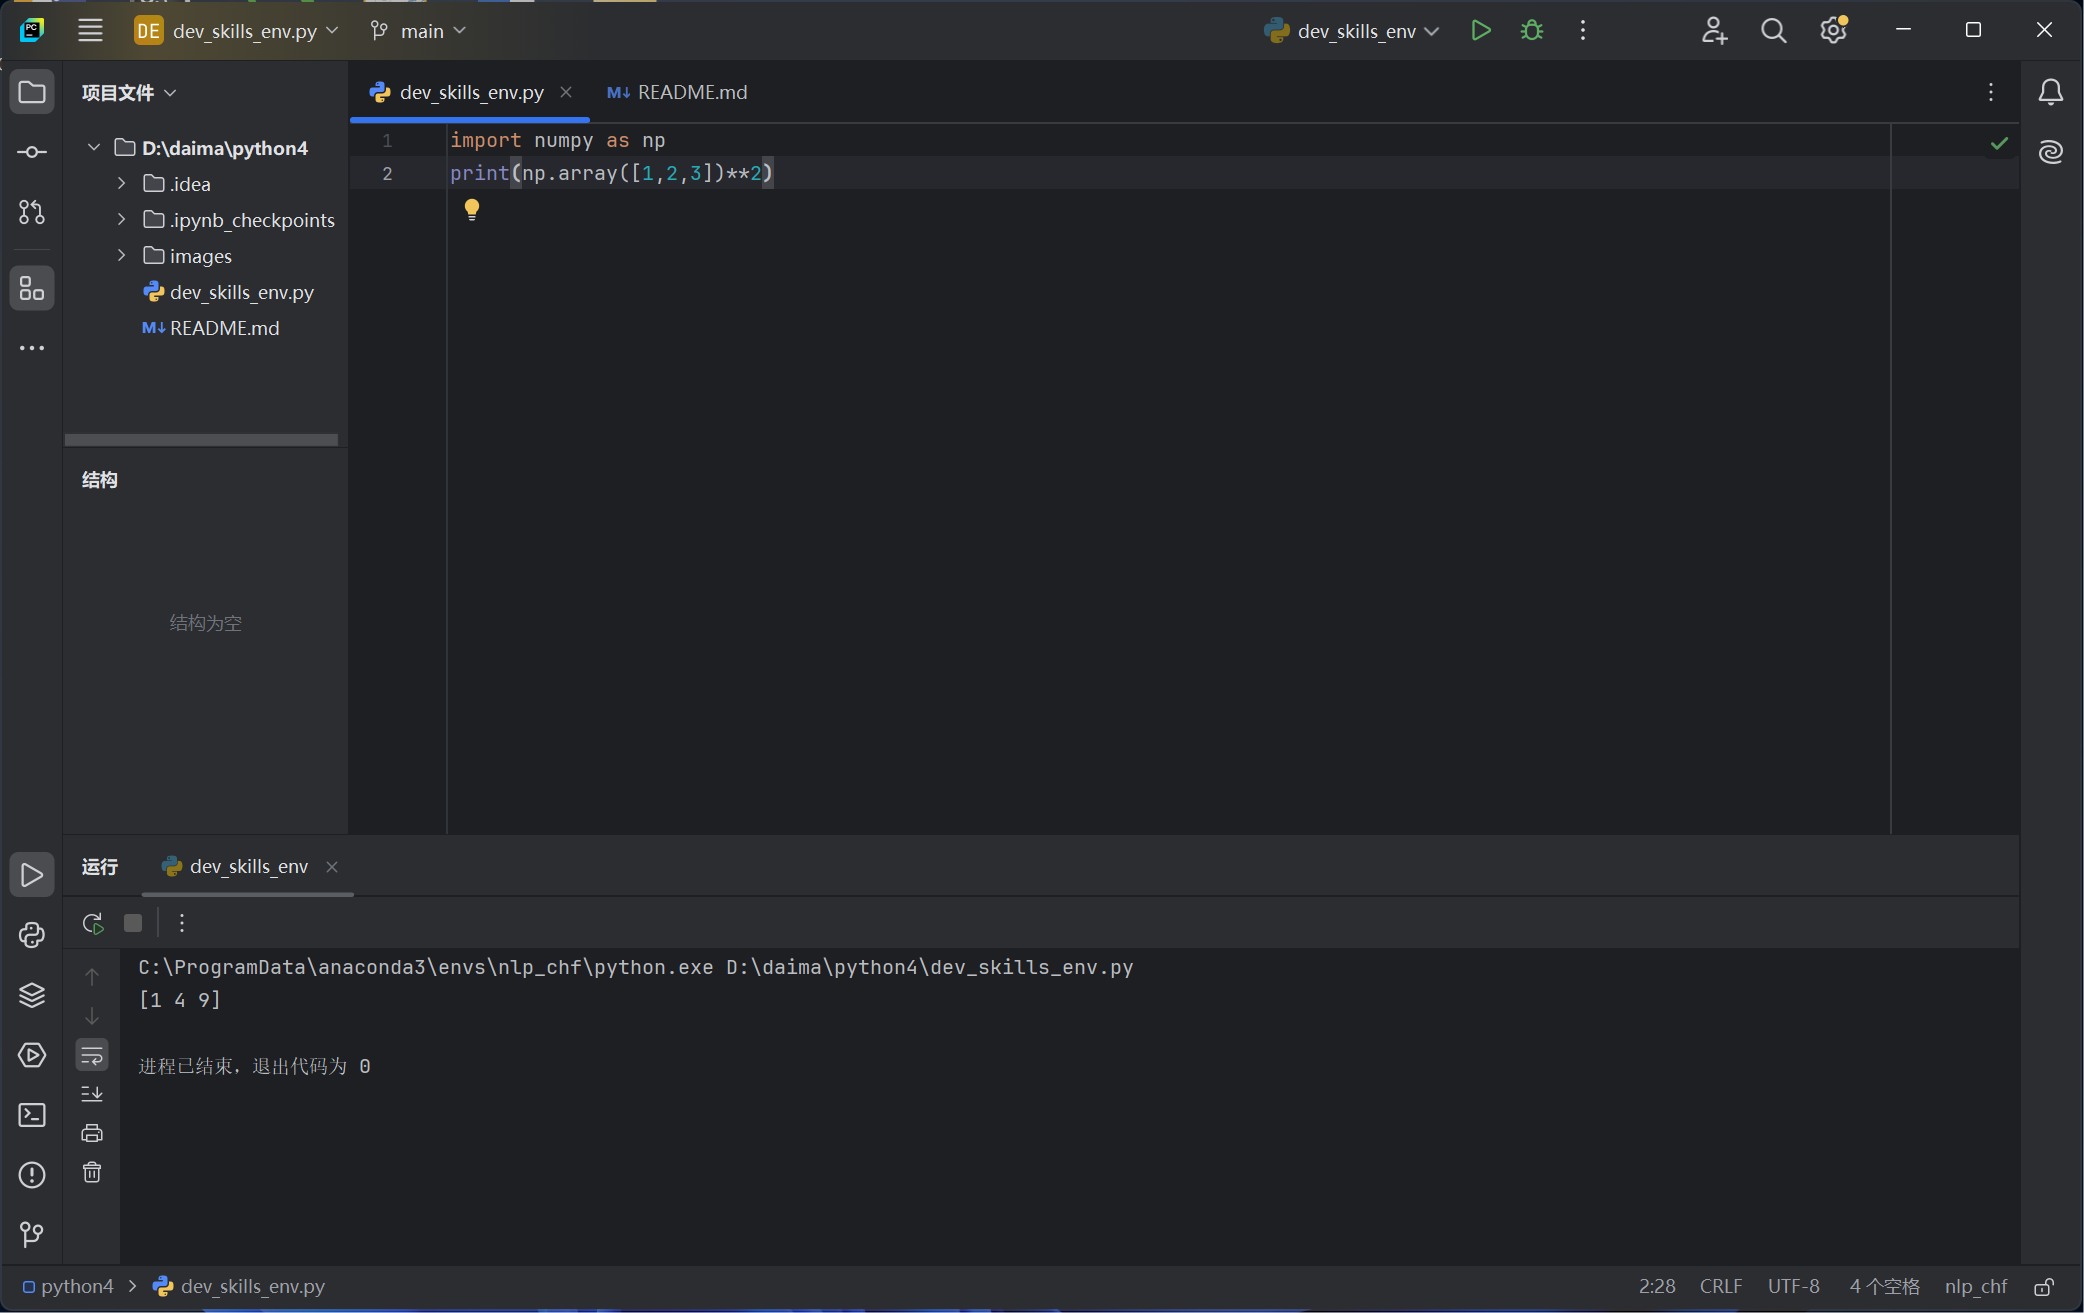 DE dev_skills_env.py main dev_skills_env
项目文件
D:\daima\python4
.idea
.ipynb_checkpoints
images
dev_skills_env.py
M↓ README.md
结构
结构为空
dev_skills_env.py M↓ README.md
1 import numpy as np
2 print(np.array([1,2,3])**2)
运行 dev_skills_env
C:\ProgramData\anaconda3\envs\nlp_chf\python.exe D:\daima\python4\dev_skills_env.py
[1 4 9]
进程已结束，退出代码为 0
python4 dev_skills_env.py 2:28 CRLF UTF-8 4 个空格 nlp_chf